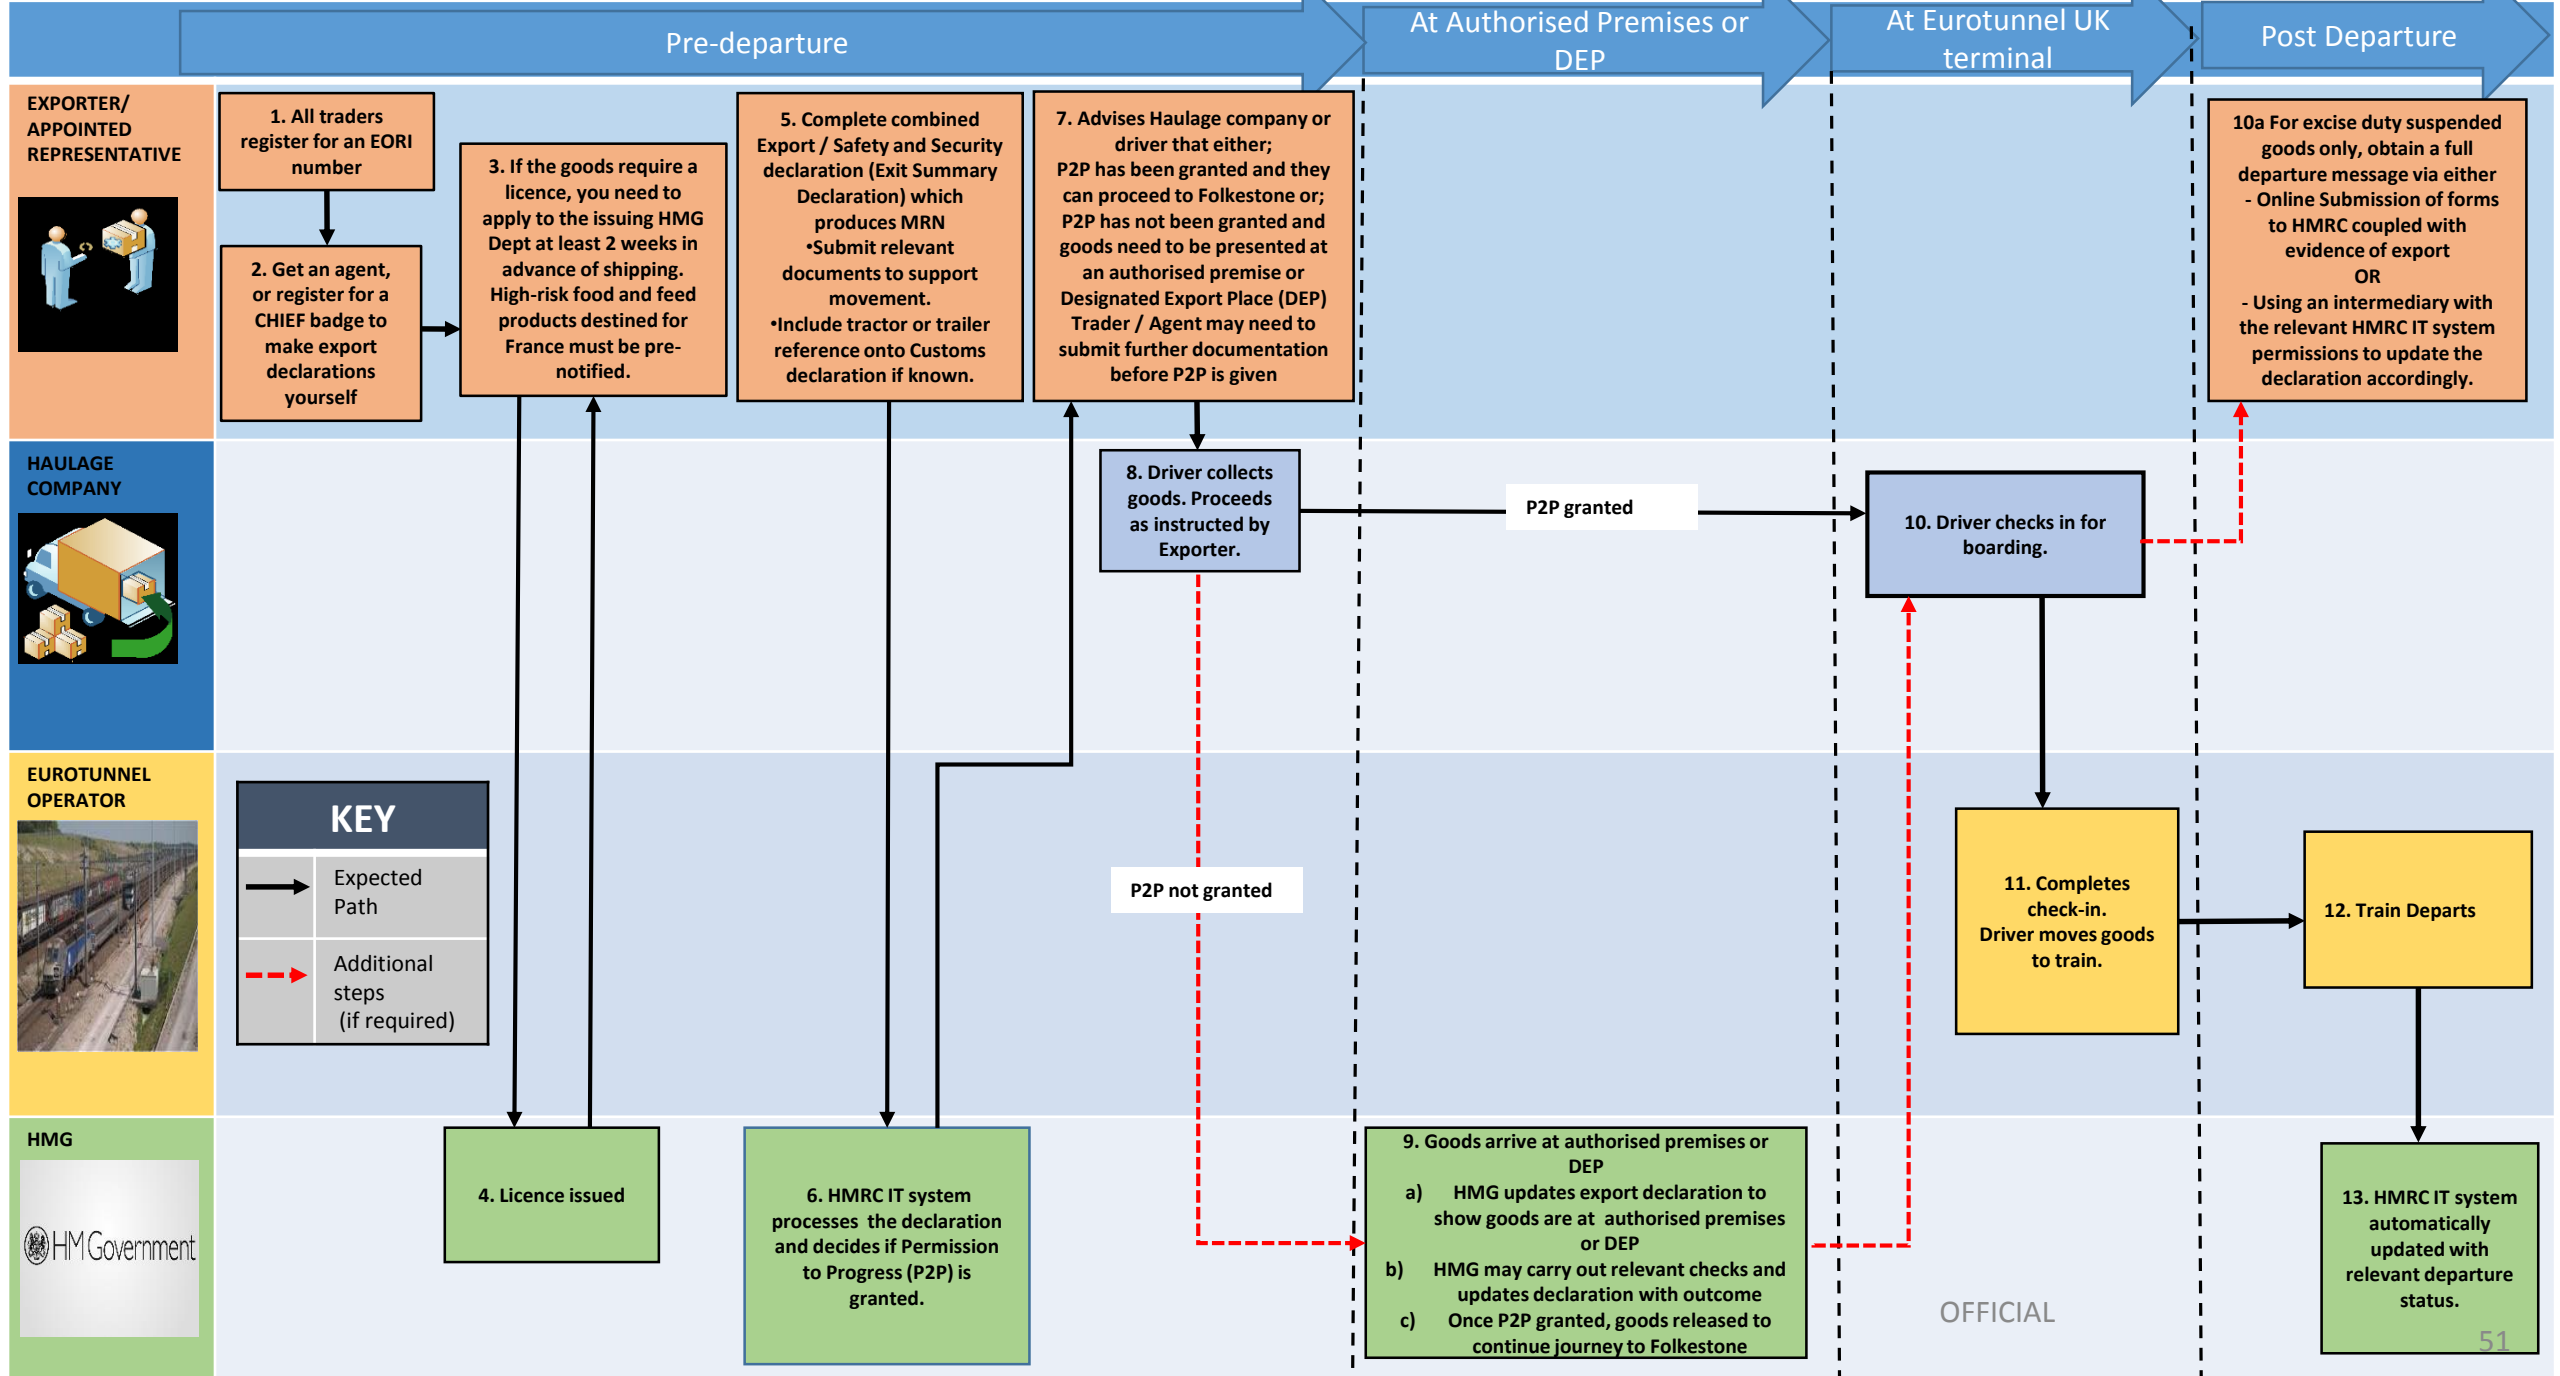 Pre-departure
At Authorised Premises or
DEP
At Eurotunnel UK
terminal
Post Departure
EXPORTER/
APPOINTED
REPRESENTATIVE
1. All traders
register for an EORI
number
2. Get an agent,
or register for a
CHIEF badge to
make export
declarations
yourself
3. If the goods require a
licence, you need to
apply to the issuing HMG
Dept at least 2 weeks in
advance of shipping.
High-risk food and feed
products destined for
France must be pre-
notified.
5. Complete combined
Export / Safety and Security
declaration (Exit Summary
Declaration) which
produces MRN
•Submit relevant
documents to support
movement.
•Include tractor or trailer
reference onto Customs
declaration if known.
7. Advises Haulage company or
driver that either;
P2P has been granted and they
can proceed to Folkestone or;
P2P has not been granted and
goods need to be presented at
an authorised premise or
Designated Export Place (DEP)
Trader / Agent may need to
submit further documentation
before P2P is given
10a For excise duty suspended
goods only, obtain a full
departure message via either
- Online Submission of forms
to HMRC coupled with
evidence of export
OR
- Using an intermediary with
the relevant HMRC IT system
permissions to update the
declaration accordingly.
HAULAGE
COMPANY
8. Driver collects
goods. Proceeds
as instructed by
Exporter.
P2P granted
10. Driver checks in for
boarding.
EUROTUNNEL
OPERATOR
KEY
Expected
Path
Additional
steps
(if required)
P2P not granted
11. Completes
check-in.
Driver moves goods
to train.
12. Train Departs
HMG
HM Government
4. Licence issued
6. HMRC IT system
processes the declaration
and decides if Permission
to Progress (P2P) is
granted.
9. Goods arrive at authorised premises or
DEP
a) HMG updates export declaration to
show goods are at authorised premises
or DEP
b) HMG may carry out relevant checks and
updates declaration with outcome
c) Once P2P granted, goods released to
continue journey to Folkestone
13. HMRC IT system
automatically
updated with
relevant departure
status.
OFFICIAL
51